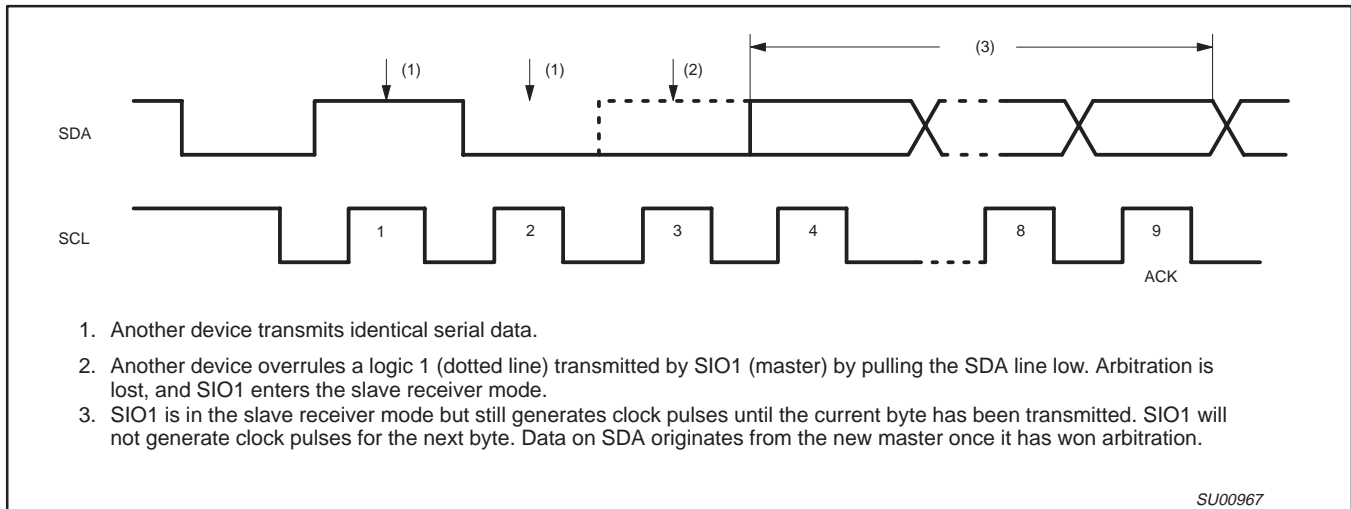 (3)
(1) (1) (2)
SDA
SCL
1 2 3 4 8 9
ACK
1. Another device transmits identical serial data.
2. Another device overrules a logic 1 (dotted line) transmitted by SIO1 (master) by pulling the SDA line low. Arbitration is
lost, and SIO1 enters the slave receiver mode.
3. SIO1 is in the slave receiver mode but still generates clock pulses until the current byte has been transmitted. SIO1 will
not generate clock pulses for the next byte. Data on SDA originates from the new master once it has won arbitration.
SU00967